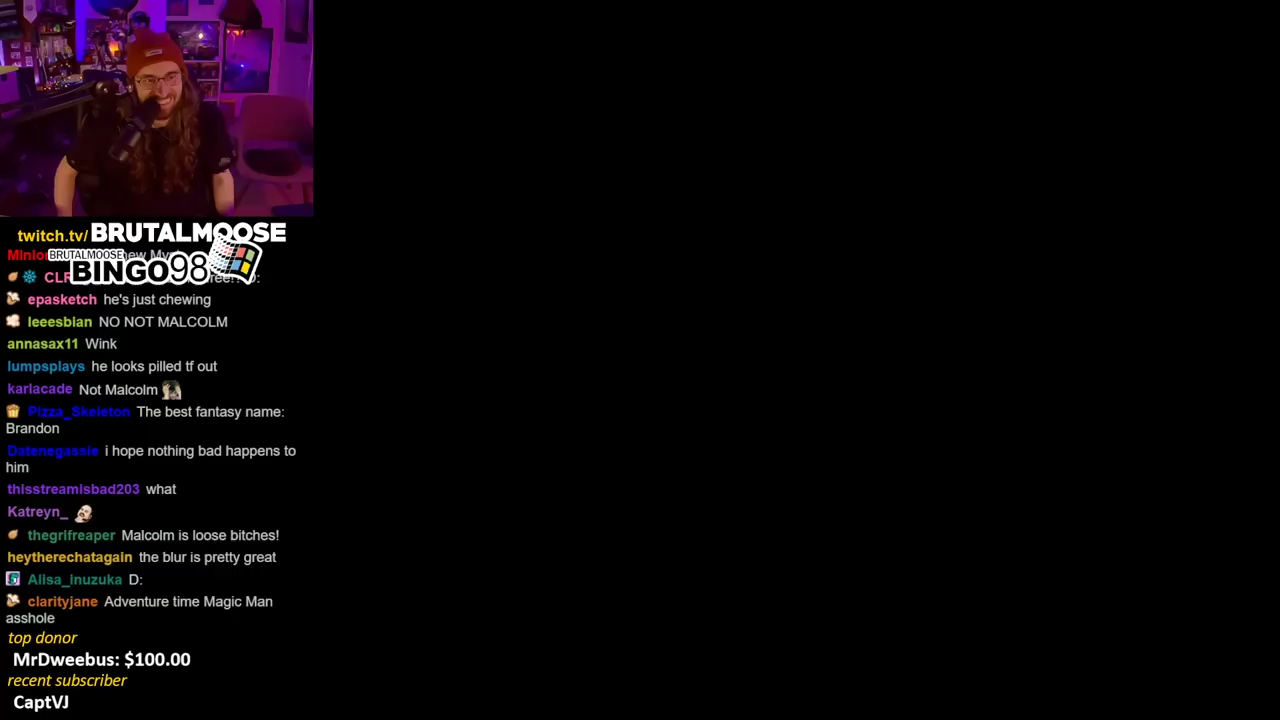 twitch.tv/BRUTALMOOSE
BRUTALMOOSE
BINGO98
epasketch he's just chewing
leeesbian NO NOT MALCOLM
annasax11 Wink
lumpsplays he looks pilled tf out
karlacade Not Malcolm
Pizza_Skeleton The best fantasy name:
Brandon
Datenegassie i hope nothing bad happens to
him
thisstreamisbad203 what
Katreyn_
thegrifreaper Malcolm is loose bitches!
heytherechatagain the blur is pretty great
Alisa_Inuzuka D:
clarityjane Adventure time Magic Man
asshole
top donor
MrDweebus: $100.00
recent subscriber
CaptVJ